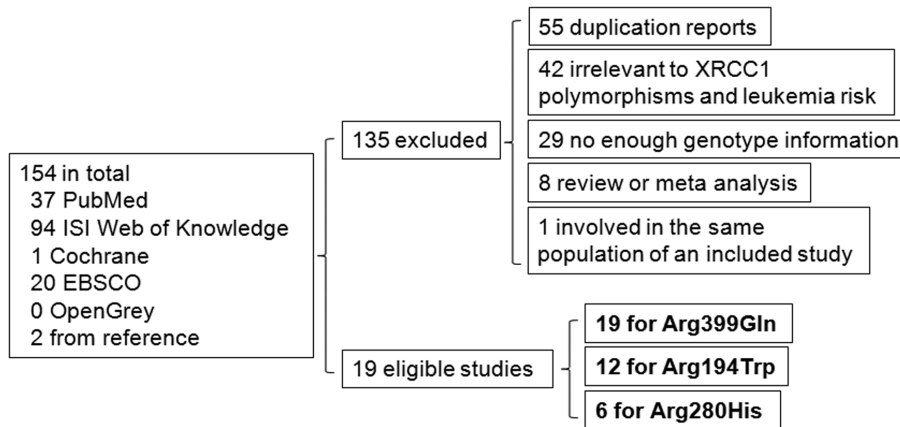 154 in total
37 PubMed
94 ISI Web of Knowledge
1 Cochrane
20 EBSCO
0 OpenGrey
2 from reference
135 excluded
55 duplication reports
42 irrelevant to XRCC1
polymorphisms and leukemia risk
29 no enough genotype information
8 review or meta analysis
1 involved in the same
population of an included study
19 eligible studies
19 for Arg399Gln
12 for Arg194Trp
6 for Arg280His